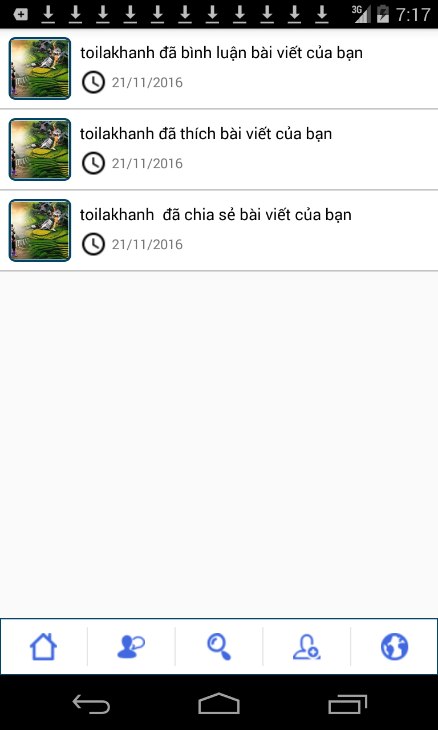 3G 7:17
toilakhanh đã bình luận bài viết của bạn
21/11/2016
toilakhanh đã thích bài viết của bạn
21/11/2016
toilakhanh  đã chia sẻ bài viết của bạn
21/11/2016